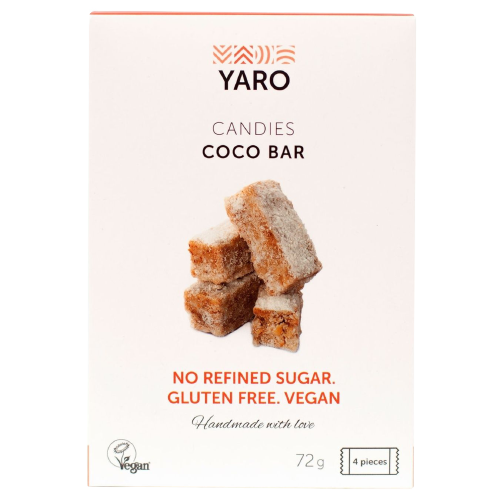 YARO
CANDIES
COCO BAR
NO REFINED SUGAR.
GLUTEN FREE. VEGAN
Handmade with love
Vegan
72g
4 pieces